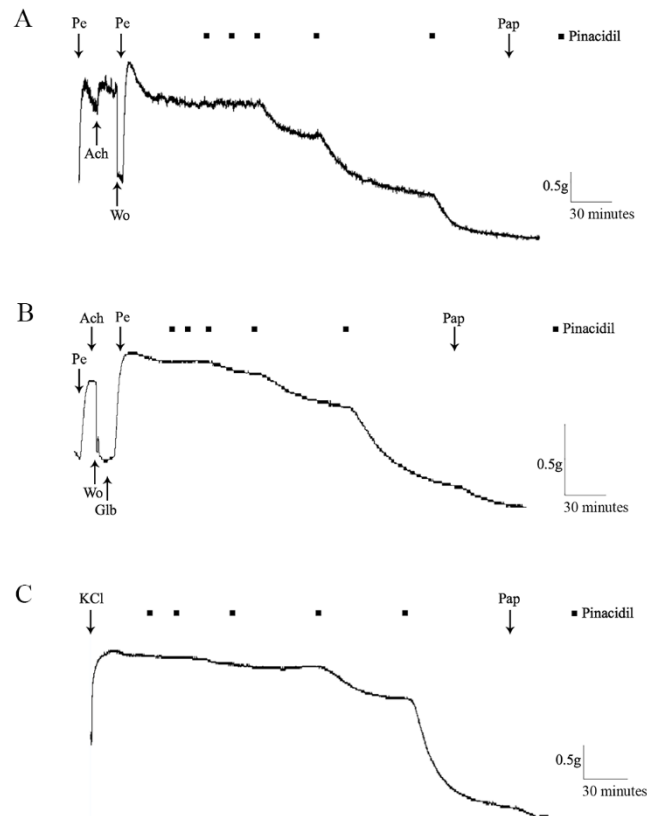 A
Pe Pe Pap ■ Pinacidil
Ach
Wo
0.5g
30 minutes
B
Ach Pe Pap ■ Pinacidil
Pe
Wo
Glb
0.5g
30 minutes
C
KCl Pap ■ Pinacidil
0.5g
30 minutes